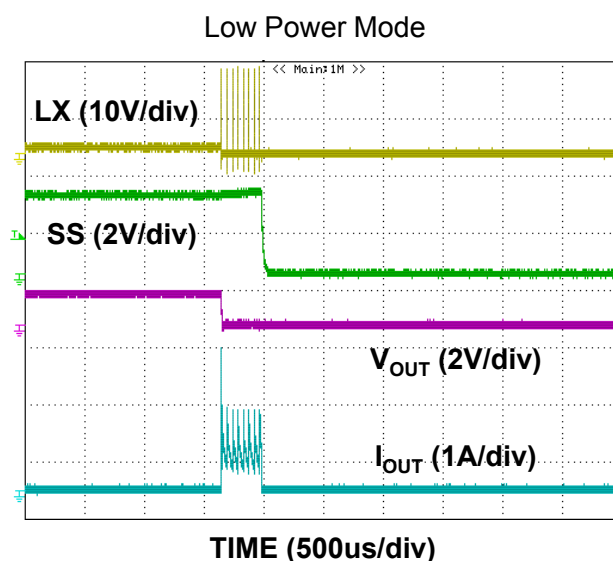 Low Power Mode
<< Main:1M >>
LX (10V/div)
SS (2V/div)
VOUT (2V/div)
IOUT (1A/div)
TIME (500us/div)